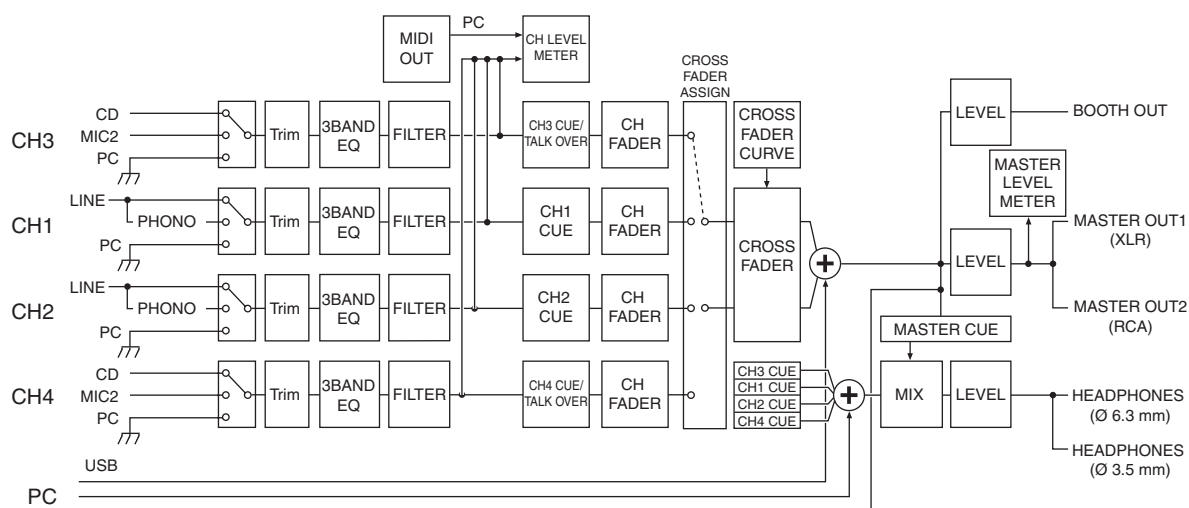 PC
MIDI
OUT
CH LEVEL
METER
CROSS
FADER
ASSIGN
CH3
CD
MIC2
PC
Trim
3BAND
EQ
FILTER
CH3 CUE/
TALK OVER
CH
FADER
CROSS
FADER
CURVE
LEVEL
BOOTH OUT
MASTER
LEVEL
METER
CH1
LINE
PHONO
PC
Trim
3BAND
EQ
FILTER
CH1
CUE
CH
FADER
CROSS
FADER
+
LEVEL
MASTER OUT1
(XLR)
MASTER OUT2
(RCA)
CH2
LINE
PHONO
PC
Trim
3BAND
EQ
FILTER
CH2
CUE
CH
FADER
MASTER CUE
CH4
CD
MIC2
PC
Trim
3BAND
EQ
FILTER
CH4 CUE/
TALK OVER
CH
FADER
CH3 CUE
CH1 CUE
CH2 CUE
CH4 CUE
+
MIX
LEVEL
HEADPHONES
(Ø 6.3 mm)
HEADPHONES
(Ø 3.5 mm)
USB
PC